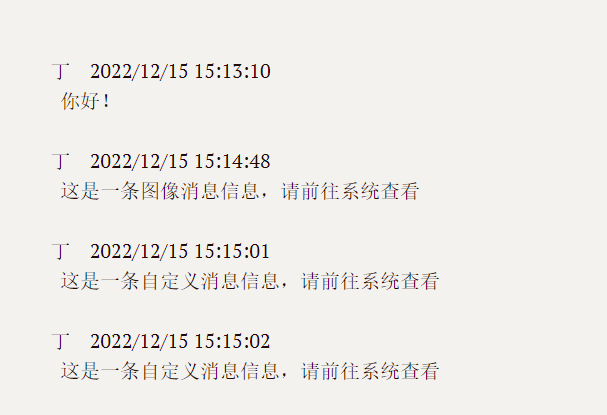 丁 2022/12/15 15:13:10
你好！
丁 2022/12/15 15:14:48
这是一条图像消息信息，请前往系统查看
丁 2022/12/15 15:15:01
这是一条自定义消息信息，请前往系统查看
丁 2022/12/15 15:15:02
这是一条自定义消息信息，请前往系统查看